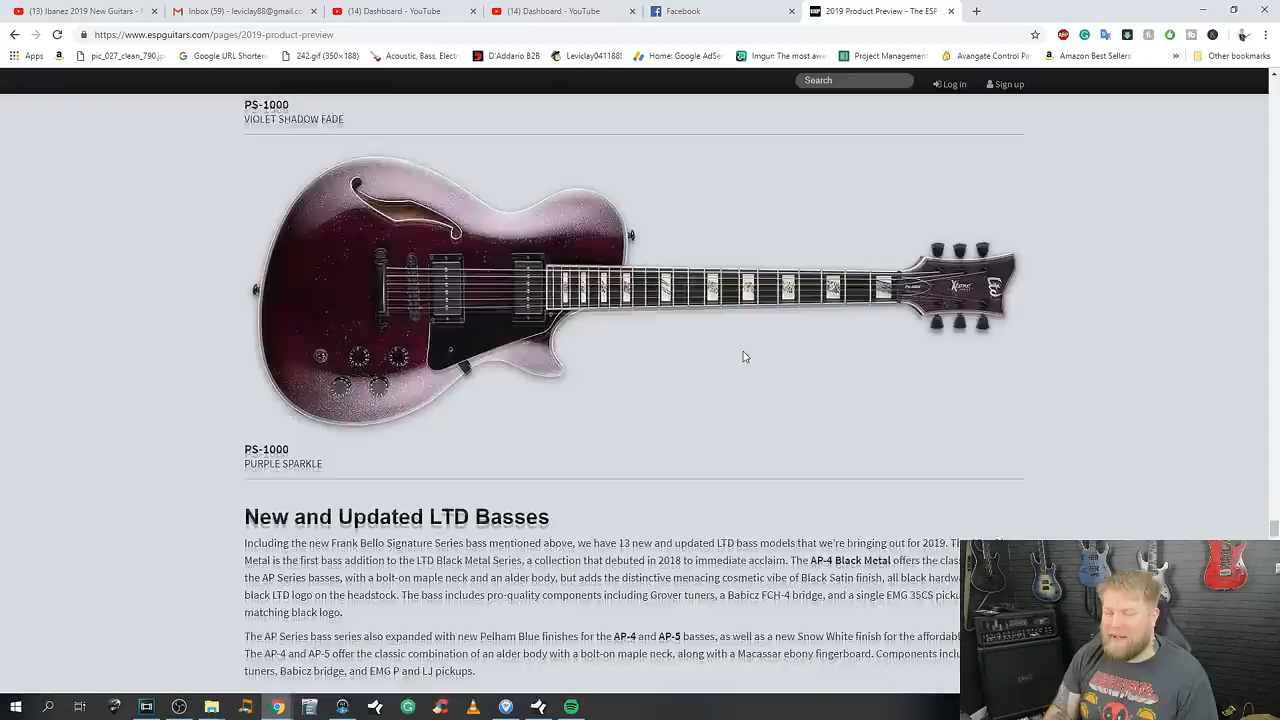 (13) Ibanez 2019 New Guitars -
Inbox (59) - leviclay88@gmail.co
(14) Dashboard - YouTube
(14) Dashboard - YouTube
Facebook
2019 Product Preview - The ESP
https://www.espguitars.com/pages/2019-product-preview
Apps
pic_027_clean_790.jp
Google URL Shorten
242.gif (350×188)
Acoustic, Bass, Elect
D'Addario B2B
Leviclay041188!
Home: Google AdSe
Imgur: The most awe
Project Management
Avangate Control Pa
Amazon Best Sellers:
» Other bookmarks
Search
Log in
Sign up
PS-1000
VIOLET SHADOW FADE
Ltd
PS-1000
PURPLE SPARKLE
New and Updated LTD Basses
Including the new Frank Bello Signature Series bass mentioned above, we have 13 new and updated LTD bass models that we're bringing out for 2019.
Metal is the first bass addition to the LTD Black Metal Series, a collection that debuted in 2018 to immediate acclaim. The AP-4 Black Metal offers the clas
the AP Series basses, with a bolt-on maple neck and an alder body, but adds the distinctive menacing cosmetic vibe of Black Satin finish, all black hardw
black LTD logo on the headstock. The bass includes pro-quality components including Grover tuners, a Babicz FCH-4 bridge, and a single EMG 35CS picku
matching black logo.
The AP Series bass series also expanded with new Pelham Blue finishes for the AP-4 and AP-5 basses, as well as a new Snow White finish for the affordabl
The AP-4 and AP-5 offer the classic combination of an alder body with a bolt-on maple neck, along with a Macassar ebony fingerboard. Components inclu
tuners, Babicz bridge, and EMG P and LJ pickups.